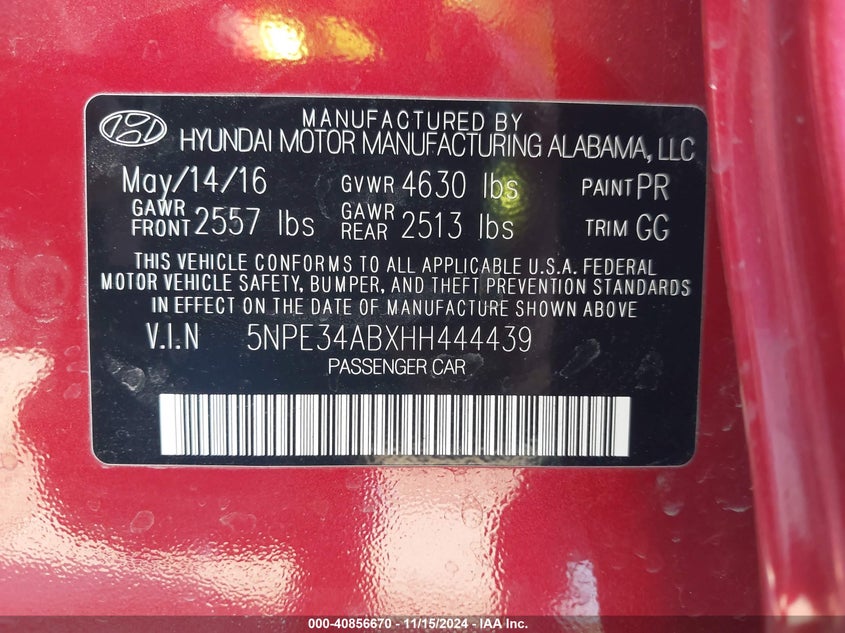 MANUFACTURED BY
HYUNDAI MOTOR MANUFACTURING ALABAMA, LLC
May/14/16 GVWR 4630 lbs PAINT PR
GAWR FRONT 2557 lbs GAWR REAR 2513 lbs TRIM GG
THIS VEHICLE CONFORMS TO ALL APPLICABLE U.S.A. FEDERAL
MOTOR VEHICLE SAFETY, BUMPER, AND THEFT PREVENTION STANDARDS
IN EFFECT ON THE DATE OF MANUFACTURE SHOWN ABOVE
V.I.N 5NPE34ABXHH444439
PASSENGER CAR
000-40856670 - 11/15/2024 - IAA Inc.